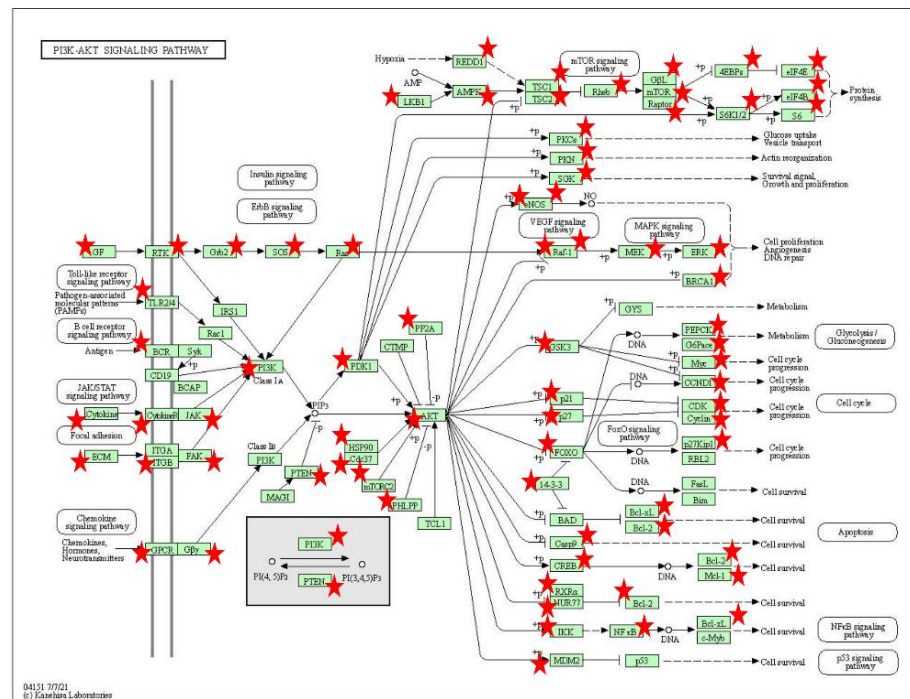 PI3K-AKT SIGNALING PATHWAY
Hypoxia
REDD1
mTOR signaling
pathway
AMP
LKB1
AMPK
TSC1
TSC2
Rheb
GβL
mTOR
Raptor
4EBPs
eIF4E
S6K1/2
eIF4B
S6
Protein
synthesis
+p
PKCs
Glucose uptake
Vesicle transport
PKN
Actin reorganization
SGK
Survival signal,
Growth and proliferation
Insulin signaling
pathway
ErbB signaling
pathway
eNOS
NO
VEGF signaling
pathway
MAPK signaling
pathway
GF
RTK
Grb2
SOS
Ras
Raf-1
MEK
ERK
Cell proliferation
Angiogenesis
DNA repair
BRCA1
Toll-like receptor
signaling pathway
Pathogen-associated
molecular patterns
(PAMPs)
TLR2/4
IRS1
Rac1
B cell receptor
signaling pathway
Antigen
BCR
Syk
+p
CD19
BCAP
PI3K
Class IA
PDK1
PP2A
CTMP
GYS
Metabolism
GSK3
DNA
PEPCK
G6Pace
Metabolism
Glycolysis /
Gluconeogenesis
Myc
Cell cycle
progression
DNA
CCND1
Cell cycle
progression
JAK/STAT
signaling pathway
Cytokine
CytokineR
JAK
PIP3
-p
AKT
p21
p27
CDK
Cyclin
Cell cycle
progression
Cell cycle
Focal adhesion
ECM
ITGA
ITGB
FAK
Class IB
PI3K
MAGI
PTEN
HSP90
Cdc37
mTORC2
PHLPP
TCL1
FOXO
FoxO signaling
pathway
DNA
p27Kip1
RBL2
Cell cycle
progression
14-3-3
DNA
FasL
Bim
Cell survival
BAD
Bcl-xL
Bcl-2
Cell survival
Apoptosis
Casp9
Cell survival
CREB
DNA
Bcl-2
Mcl-1
Cell survival
Chemokine
signaling pathway
Chemokines,
Hormones,
Neurotransmitters
GPCR
Gβγ
PI3K
PI(4, 5)P2
PI(3,4,5)P3
PTEN
RXRα
NUR77
Bcl-2
Cell survival
IKK
NFκB
DNA
Bcl-xL
c-Myb
Cell survival
NFκB signaling
pathway
MDM2
p53
Cell survival
p53 signaling
pathway
04151 7/7/21
(c) Kanehisa Laboratories